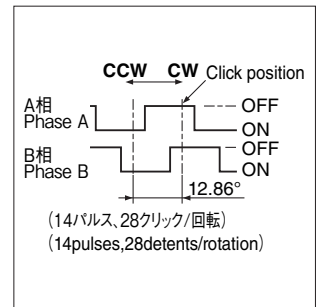 CCW CW Click position
A相
Phase A
OFF
ON
B相
Phase B
OFF
ON
12.86°
(14パルス、28クリック/回転)
(14pulses,28detents/rotation)